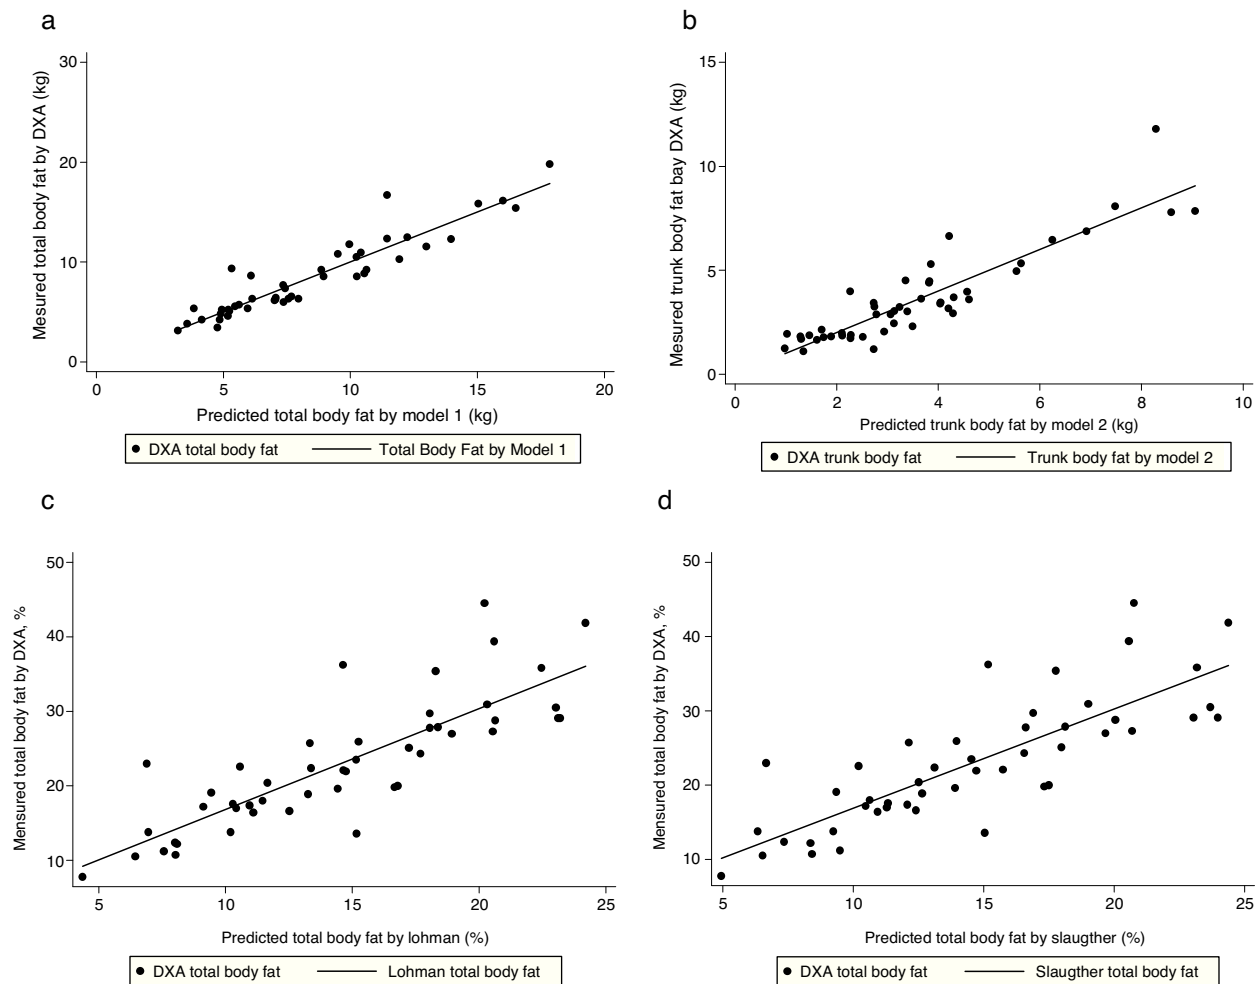 a
30
20
10
0
Mesured total body fat by DXA (kg)
0 5 10 15 20
Predicted total body fat by model 1 (kg)
DXA total body fat Total Body Fat by Model 1
b
15
10
5
0
Mesured trunk body fat bay DXA (kg)
0 2 4 6 8 10
Predicted trunk body fat by model 2 (kg)
DXA trunk body fat Trunk body fat by model 2
c
50
40
30
20
10
Mensured total body fat by DXA, %
5 10 15 20 25
Predicted total body fat by lohman (%)
DXA total body fat Lohman total body fat
d
50
40
30
20
10
Mensured total body fat by DXA, %
5 10 15 20 25
Predicted total body fat by slaugther (%)
DXA total body fat Slaugther total body fat